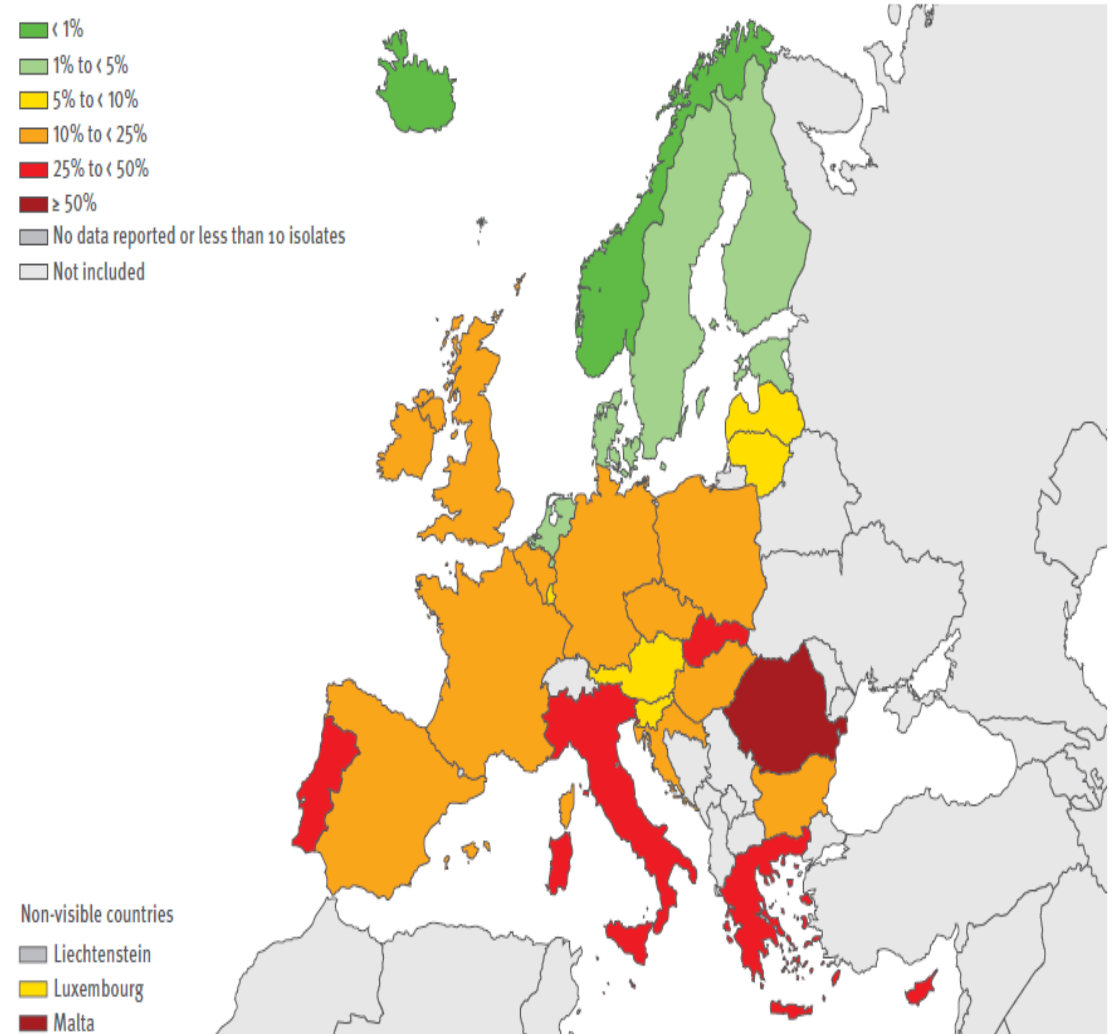 < 1%
1% to < 5%
5% to < 10%
10% to < 25%
25% to < 50%
≥ 50%
No data reported or less than 10 isolates
Not included
Non-visible countries
Liechtenstein
Luxembourg
Malta